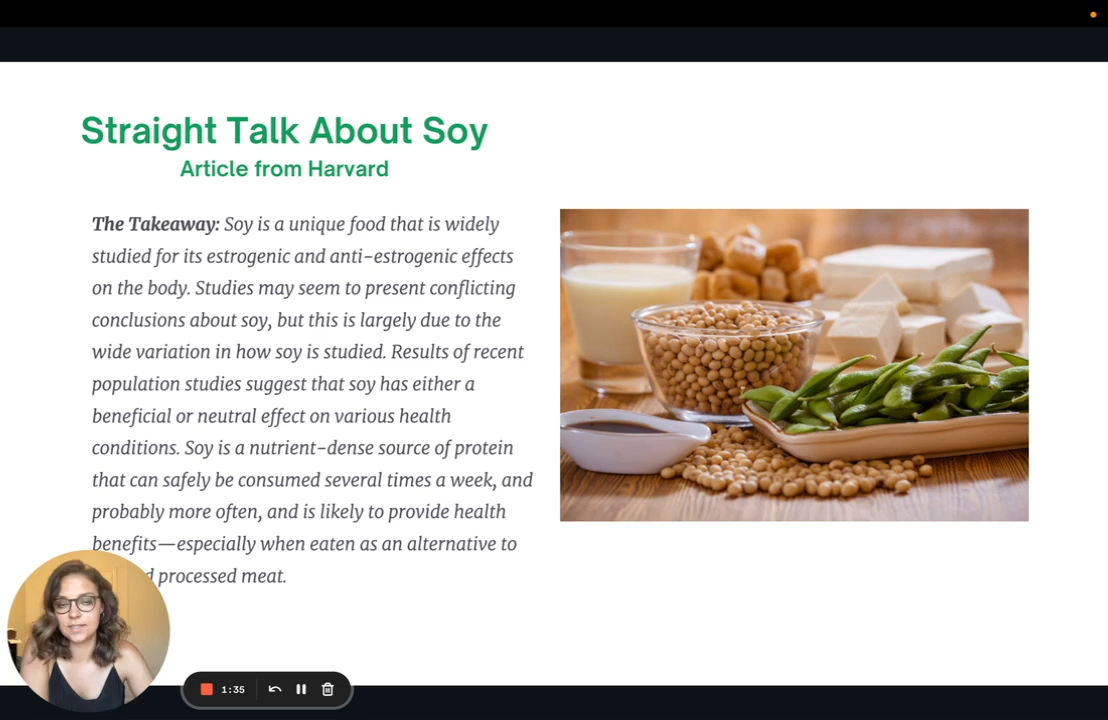 Straight Talk About Soy
Article from Harvard
The Takeaway: Soy is a unique food that is widely
studied for its estrogenic and anti-estrogenic effects
on the body. Studies may seem to present conflicting
conclusions about soy, but this is largely due to the
wide variation in how soy is studied. Results of recent
population studies suggest that soy has either a
beneficial or neutral effect on various health
conditions. Soy is a nutrient-dense source of protein
that can safely be consumed several times a week, and
probably more often, and is likely to provide health
benefits—especially when eaten as an alternative to
processed meat.
1:35